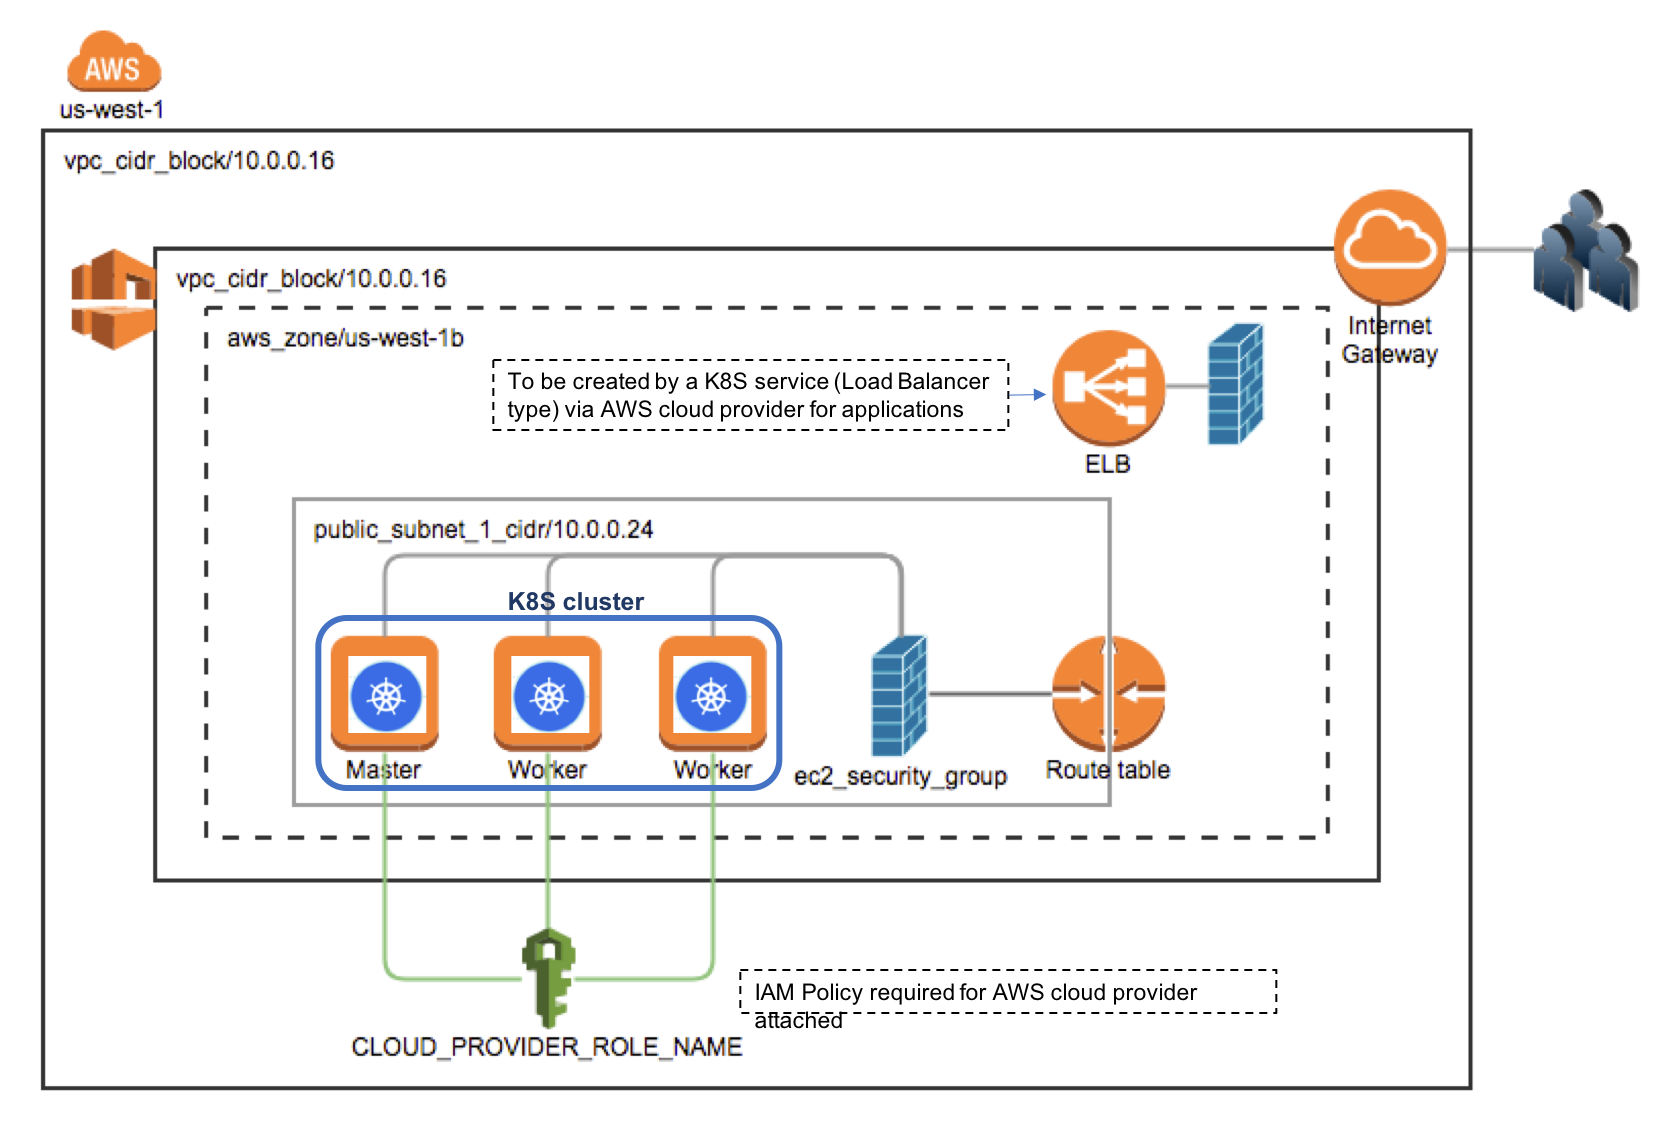 AWS
us-west-1
vpc_cidr_block/10.0.0.16
vpc_cidr_block/10.0.0.16
Internet
Gateway
aws_zone/us-west-1b
To be created by a K8S service (Load Balancer
type) via AWS cloud provider for applications
ELB
public_subnet_1_cidr/10.0.0.24
K8S cluster
Master
Worker
Worker
ec2_security_group
Route table
IAM Policy required for AWS cloud provider
attached
CLOUD_PROVIDER_ROLE_NAME